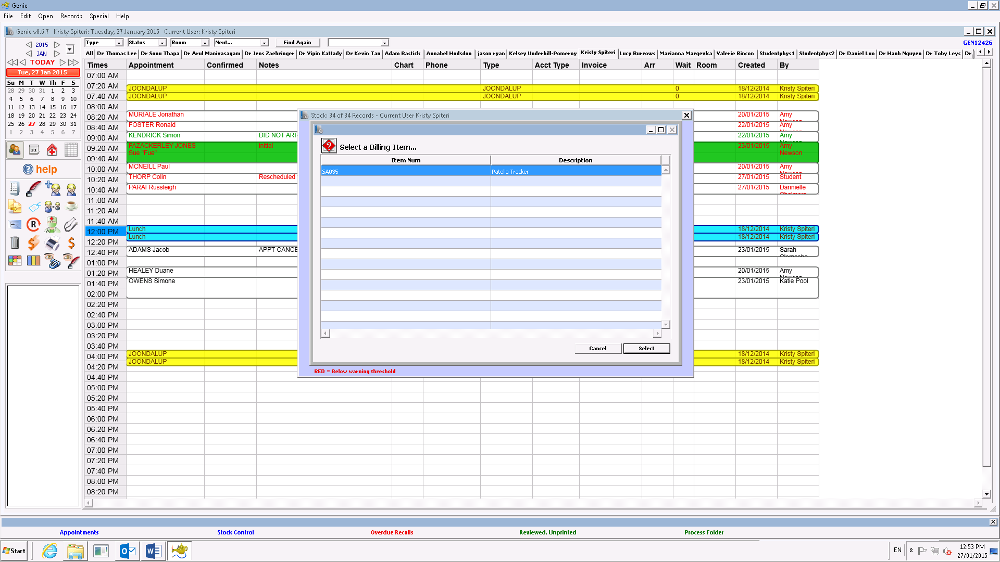 Genie
File Edit Open Records Special Help
Genie v8.6.7 Kristy Spiteri: Tuesday, 27 January 2015 Current User: Kristy Spiteri
2015
JAN
TODAY
Tue, 27 Jan 2015
Su M T W Th F S
28 29 30 31 1 2 3
4 5 6 7 8 9 10
11 12 13 14 15 16 17
18 19 20 21 22 23 24
25 26 27 28 29 30 31
1 2 3 4 5 6 7
31
help
R
Type Status Room Next... Find Again GEN12426
All Dr Thomas Lee Dr Sonu Thapa Dr Arul Manivasagam Dr Jens Zaehringer Dr Vipin Kattady Dr Kevin Tan Adam Bastick Annabel Hodsdon jason ryan Kelsey Underhill-Pomeroy Kristy Spiteri Lucy Burrows Marianna Margevka Valerie Rincon Studentphys1 Studentphys2 Dr Daniel Luo Dr Hanh Nguyen Dr Toby Leys Dr
Times Appointment Confirmed Notes Chart Phone Type Acct Type Invoice Arr Wait Room Created By
07:00 AM
07:20 AM JOONDALUP JOONDALUP 0 18/12/2014 Kristy Spiteri
07:40 AM JOONDALUP JOONDALUP 0 18/12/2014 Kristy Spiteri
08:00 AM
08:20 AM MURIALE Jonathan 20/01/2015 Amy
08:40 AM FOSTER Ronald 22/01/2015 Amy
09:00 AM KENDRICK Simon DID NOT ARR 22/01/2015 Amy
09:20 AM FAZACKERLEY-JONES initial 23/01/2015 Amy
Sue "Fue" Newson
09:40 AM
10:00 AM MCNEILL Paul 20/01/2015 Amy
10:20 AM THORP Colin Rescheduled 27/01/2015 Student
10:40 AM PARAI Russleigh 27/01/2015 Dannielle
11:00 AM
11:20 AM
11:40 AM
12:00 PM Lunch 18/12/2014 Kristy Spiteri
Lunch 18/12/2014 Kristy Spiteri
12:20 PM
12:40 PM ADAMS Jacob APPT CANCE 23/01/2015 Sarah
01:00 PM
01:20 PM HEALEY Duane 20/01/2015 Amy
01:40 PM OWENS Simone 23/01/2015 Katie Pool
02:00 PM
02:20 PM
02:40 PM
03:00 PM
03:20 PM
03:40 PM
04:00 PM JOONDALUP 18/12/2014 Kristy Spiteri
JOONDALUP 18/12/2014 Kristy Spiteri
04:20 PM
04:40 PM
05:00 PM
05:20 PM
05:40 PM
06:00 PM
06:20 PM
06:40 PM
07:00 PM
07:20 PM
07:40 PM
08:00 PM
08:20 PM
Stock: 34 of 34 Records - Current User Kristy Spiteri
Select a Billing Item...
Item Num Description
SA035 Patella Tracker
Cancel Select
RED = Below warning threshold
Appointments Stock Control Overdue Recalls Reviewed, Unprinted Process Folder
Start EN 12:53 PM
27/01/2015